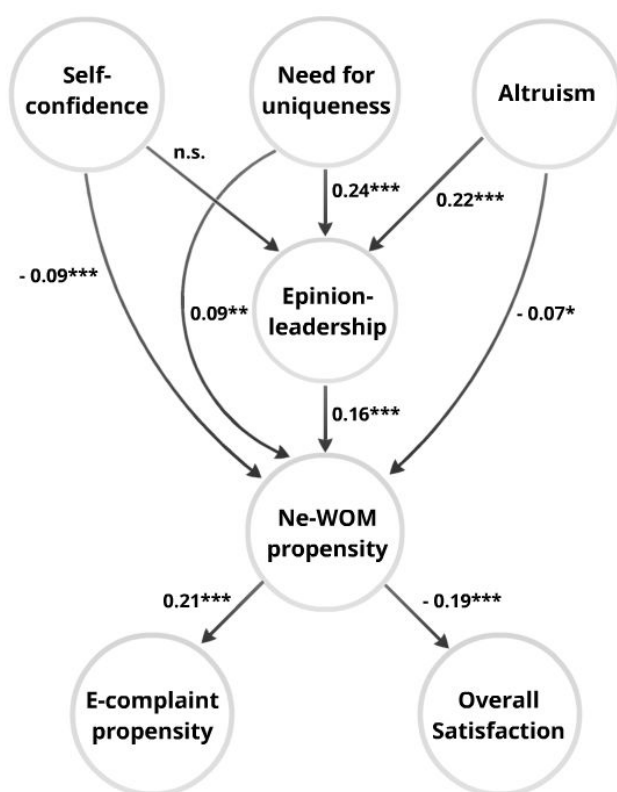 Self-
confidence
Need for
uniqueness
Altruism
n.s.
0.24***
0.22***
- 0.09***
0.09**
Epinion-
leadership
- 0.07*
0.16***
Ne-WOM
propensity
0.21***
- 0.19***
E-complaint
propensity
Overall
Satisfaction